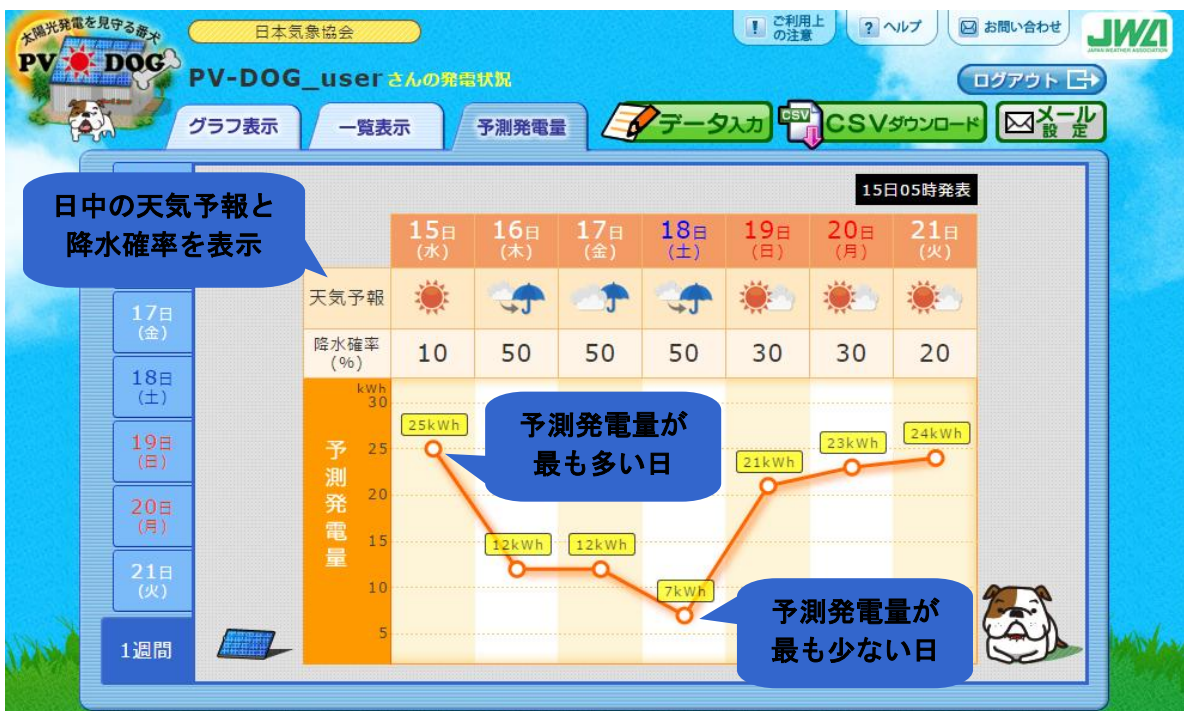 太陽光発電を見守る番犬
PV DOG
日本気象協会
! ご利用上の注意
? ヘルプ
お問い合わせ
JWA
JAPAN WEATHER ASSOCIATION
PV-DOG_userさんの発電状況
ログアウト
グラフ表示
一覧表示
予測発電量
データ入力
CSV
CSVダウンロード
メール設定
日中の天気予報と
降水確率を表示
15日05時発表
15日 16日 17日 18日 19日 20日 21日
(水) (木) (金) (土) (日) (月) (火)
天気予報
降水確率
(%)
10 50 50 50 30 30 20
17日
(金)
18日
(土)
19日
(日)
20日
(月)
21日
(火)
1週間
予測発電量
kWh
30
25
20
15
10
5
25kWh
12kWh
12kWh
7kWh
21kWh
23kWh
24kWh
予測発電量が
最も多い日
予測発電量が
最も少ない日